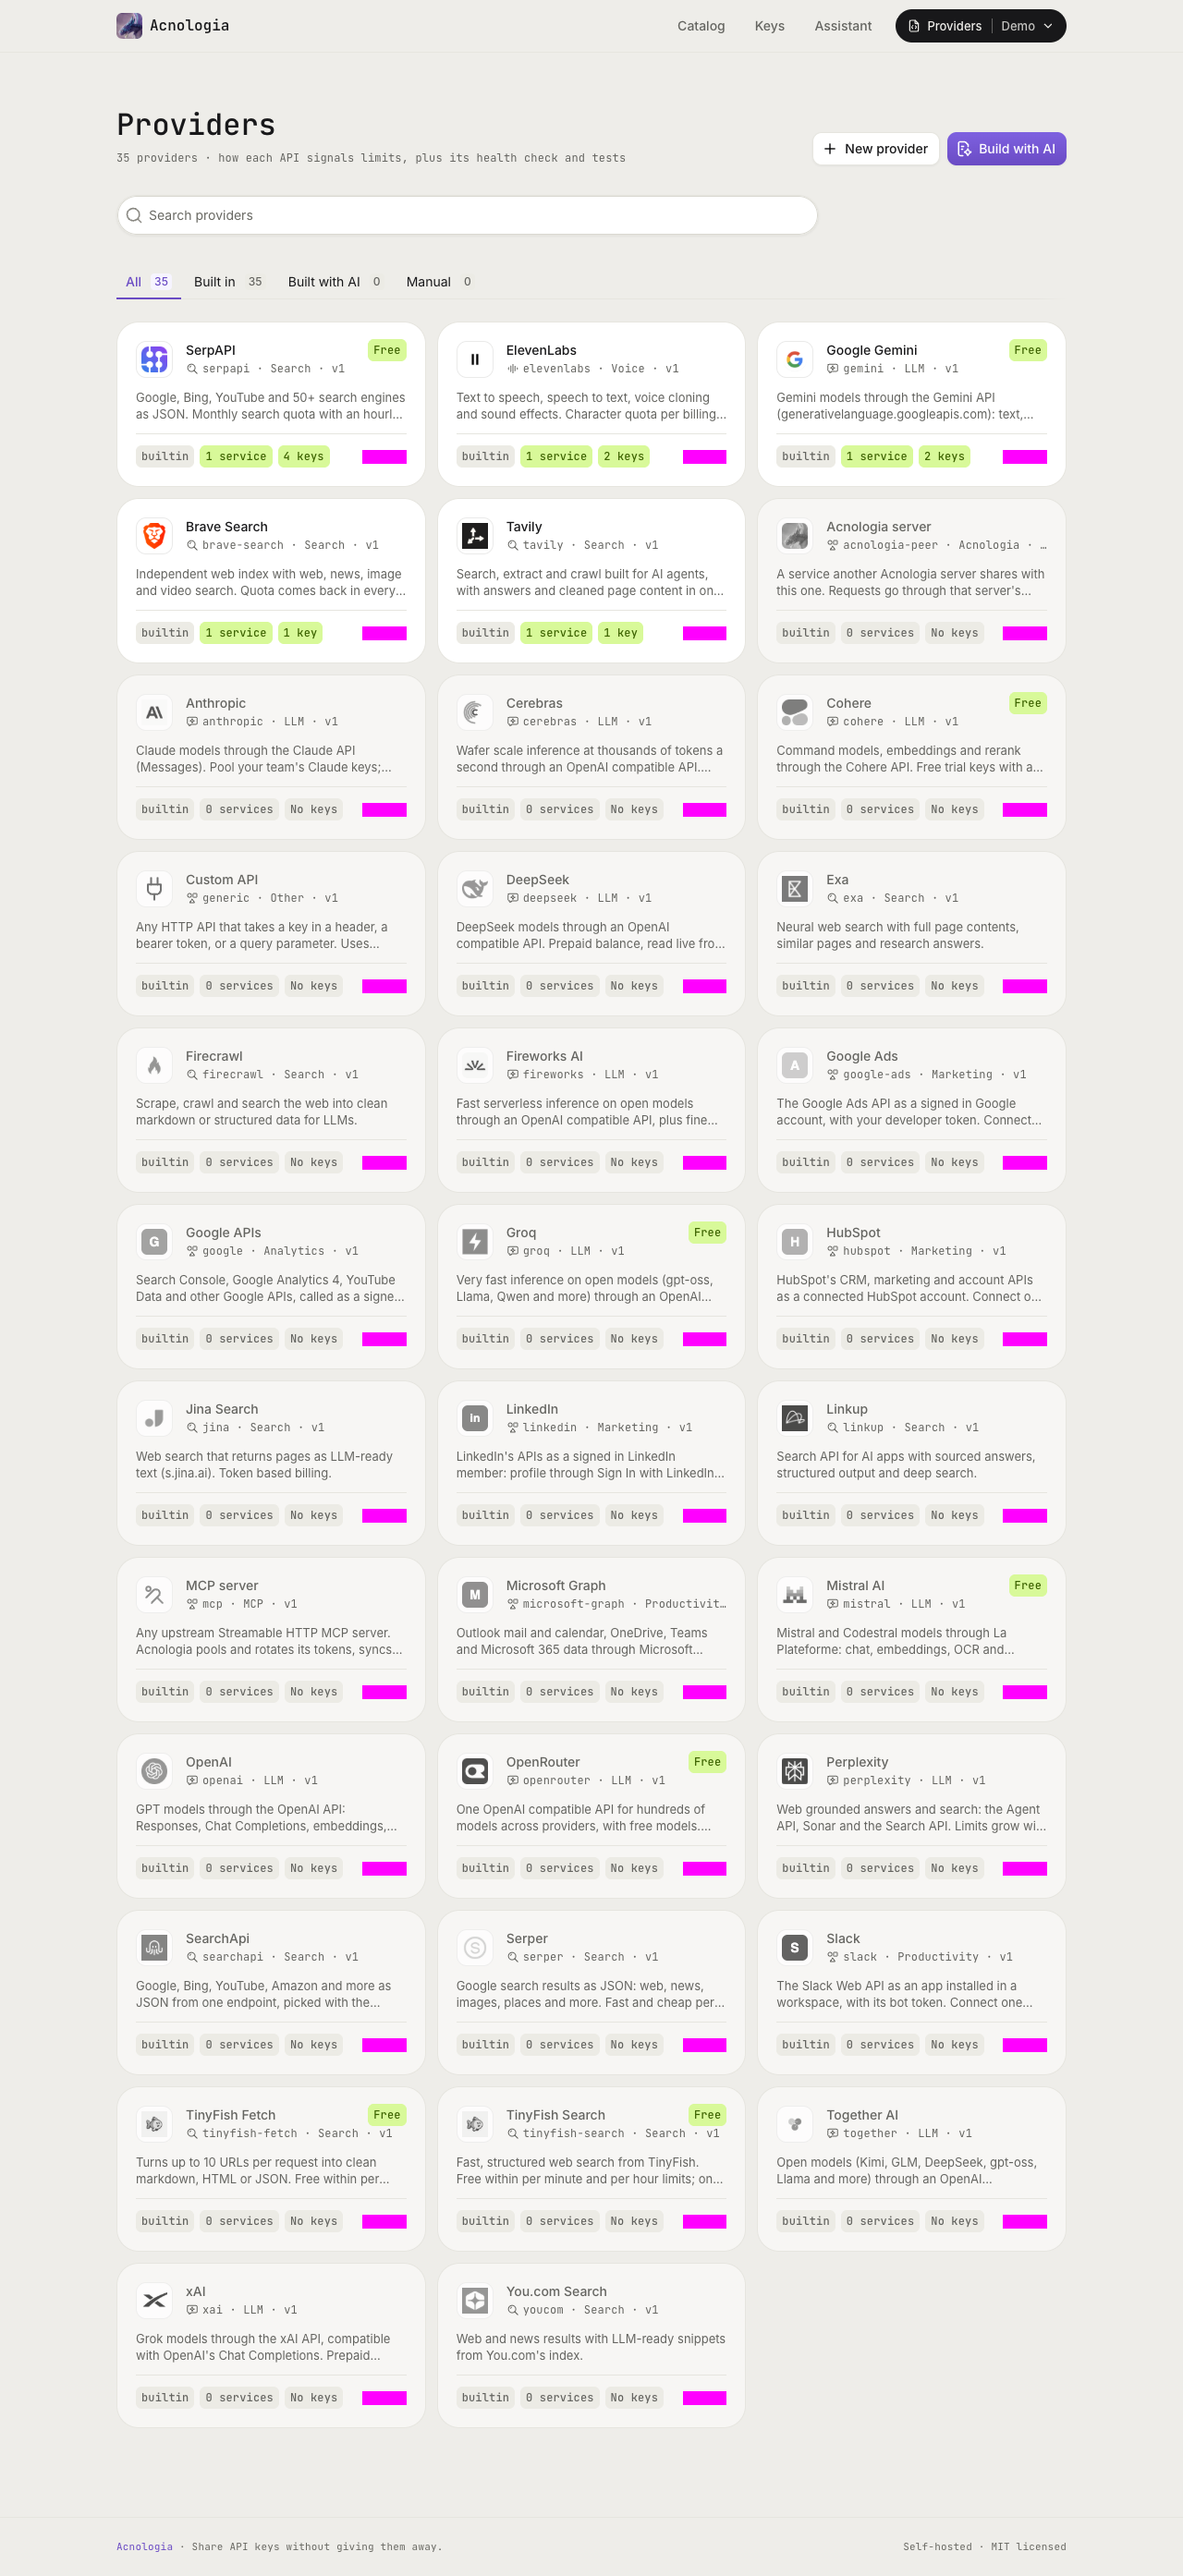 Acnologia
Catalog
Keys
Assistant
Providers
Demo
Providers
35 providers · how each API signals limits, plus its health check and tests
New provider
Build with AI
Search providers
All 35
Built in 35
Built with AI 0
Manual 0
SerpAPI
Free
serpapi · Search · v1
Google, Bing, YouTube and 50+ search engines
as JSON. Monthly search quota with an hourl...
builtin 1 service 4 keys
ElevenLabs
elevenlabs · Voice · v1
Text to speech, speech to text, voice cloning
and sound effects. Character quota per billing...
builtin 1 service 2 keys
Google Gemini
Free
gemini · LLM · v1
Gemini models through the Gemini API
(generativelanguage.googleapis.com): text,...
builtin 1 service 2 keys
Brave Search
brave-search · Search · v1
Independent web index with web, news, image
and video search. Quota comes back in every...
builtin 1 service 1 key
Tavily
tavily · Search · v1
Search, extract and crawl built for AI agents,
with answers and cleaned page content in on...
builtin 1 service 1 key
Acnologia server
acnologia-peer · Acnologia · …
A service another Acnologia server shares with
this one. Requests go through that server's...
builtin 0 services No keys
Anthropic
anthropic · LLM · v1
Claude models through the Claude API
(Messages). Pool your team's Claude keys;...
builtin 0 services No keys
Cerebras
cerebras · LLM · v1
Wafer scale inference at thousands of tokens a
second through an OpenAI compatible API....
builtin 0 services No keys
Cohere
Free
cohere · LLM · v1
Command models, embeddings and rerank
through the Cohere API. Free trial keys with a...
builtin 0 services No keys
Custom API
generic · Other · v1
Any HTTP API that takes a key in a header, a
bearer token, or a query parameter. Uses...
builtin 0 services No keys
DeepSeek
deepseek · LLM · v1
DeepSeek models through an OpenAI
compatible API. Prepaid balance, read live fro...
builtin 0 services No keys
Exa
exa · Search · v1
Neural web search with full page contents,
similar pages and research answers.
builtin 0 services No keys
Firecrawl
firecrawl · Search · v1
Scrape, crawl and search the web into clean
markdown or structured data for LLMs.
builtin 0 services No keys
Fireworks AI
fireworks · LLM · v1
Fast serverless inference on open models
through an OpenAI compatible API, plus fine...
builtin 0 services No keys
A
Google Ads
google-ads · Marketing · v1
The Google Ads API as a signed in Google
account, with your developer token. Connect...
builtin 0 services No keys
G
Google APIs
google · Analytics · v1
Search Console, Google Analytics 4, YouTube
Data and other Google APIs, called as a signe...
builtin 0 services No keys
Groq
Free
groq · LLM · v1
Very fast inference on open models (gpt-oss,
Llama, Qwen and more) through an OpenAI...
builtin 0 services No keys
H
HubSpot
hubspot · Marketing · v1
HubSpot's CRM, marketing and account APIs
as a connected HubSpot account. Connect o...
builtin 0 services No keys
Jina Search
jina · Search · v1
Web search that returns pages as LLM-ready
text (s.jina.ai). Token based billing.
builtin 0 services No keys
in
LinkedIn
linkedin · Marketing · v1
LinkedIn's APIs as a signed in LinkedIn
member: profile through Sign In with LinkedIn...
builtin 0 services No keys
Linkup
linkup · Search · v1
Search API for AI apps with sourced answers,
structured output and deep search.
builtin 0 services No keys
MCP server
mcp · MCP · v1
Any upstream Streamable HTTP MCP server.
Acnologia pools and rotates its tokens, syncs...
builtin 0 services No keys
M
Microsoft Graph
microsoft-graph · Productivit…
Outlook mail and calendar, OneDrive, Teams
and Microsoft 365 data through Microsoft...
builtin 0 services No keys
Mistral AI
Free
mistral · LLM · v1
Mistral and Codestral models through La
Plateforme: chat, embeddings, OCR and...
builtin 0 services No keys
OpenAI
openai · LLM · v1
GPT models through the OpenAI API:
Responses, Chat Completions, embeddings,...
builtin 0 services No keys
OpenRouter
Free
openrouter · LLM · v1
One OpenAI compatible API for hundreds of
models across providers, with free models....
builtin 0 services No keys
Perplexity
perplexity · LLM · v1
Web grounded answers and search: the Agent
API, Sonar and the Search API. Limits grow wi...
builtin 0 services No keys
SearchApi
searchapi · Search · v1
Google, Bing, YouTube, Amazon and more as
JSON from one endpoint, picked with the...
builtin 0 services No keys
Serper
serper · Search · v1
Google search results as JSON: web, news,
images, places and more. Fast and cheap per...
builtin 0 services No keys
S
Slack
slack · Productivity · v1
The Slack Web API as an app installed in a
workspace, with its bot token. Connect one...
builtin 0 services No keys
TinyFish Fetch
Free
tinyfish-fetch · Search · v1
Turns up to 10 URLs per request into clean
markdown, HTML or JSON. Free within per...
builtin 0 services No keys
TinyFish Search
Free
tinyfish-search · Search · v1
Fast, structured web search from TinyFish.
Free within per minute and per hour limits; on...
builtin 0 services No keys
Together AI
together · LLM · v1
Open models (Kimi, GLM, DeepSeek, gpt-oss,
Llama and more) through an OpenAI...
builtin 0 services No keys
xAI
xai · LLM · v1
Grok models through the xAI API, compatible
with OpenAI's Chat Completions. Prepaid...
builtin 0 services No keys
You.com Search
youcom · Search · v1
Web and news results with LLM-ready snippets
from You.com's index.
builtin 0 services No keys
Acnologia · Share API keys without giving them away.
Self-hosted · MIT licensed